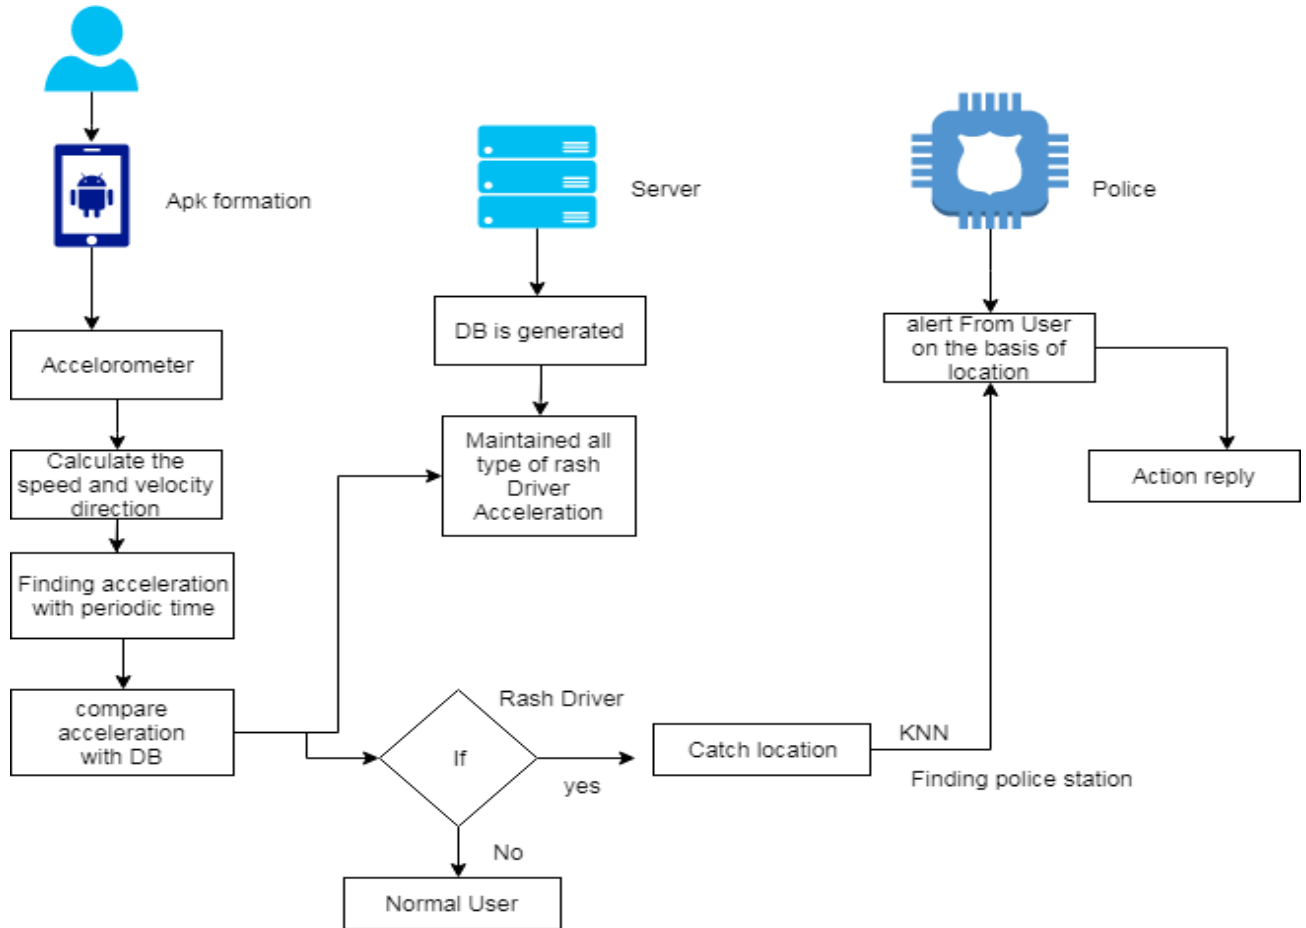 Apk formation
Server
Police
Accelorometer
Calculate the
speed and velocity
direction
Finding acceleration
with periodic time
compare
acceleration
with DB
DB is generated
Maintained all
type of rash
Driver
Acceleration
If
Rash Driver
yes
No
Normal User
Catch location
KNN
Finding police station
alert From User
on the basis of
location
Action reply